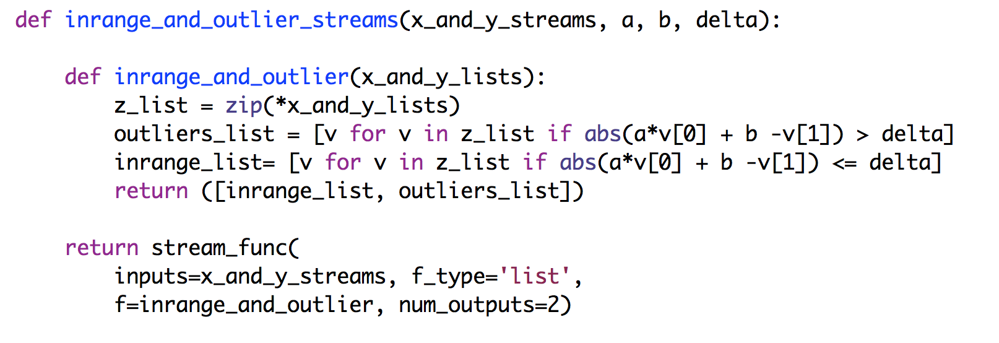 def inrange_and_outlier_streams(x_and_y_streams, a, b, delta):
    def inrange_and_outlier(x_and_y_lists):
        z_list = zip(*x_and_y_lists)
        outliers_list = [v for v in z_list if abs(a*v[0] + b -v[1]) > delta]
        inrange_list= [v for v in z_list if abs(a*v[0] + b -v[1]) <= delta]
        return ([inrange_list, outliers_list])
    return stream_func(
        inputs=x_and_y_streams, f_type='list',
        f=inrange_and_outlier, num_outputs=2)